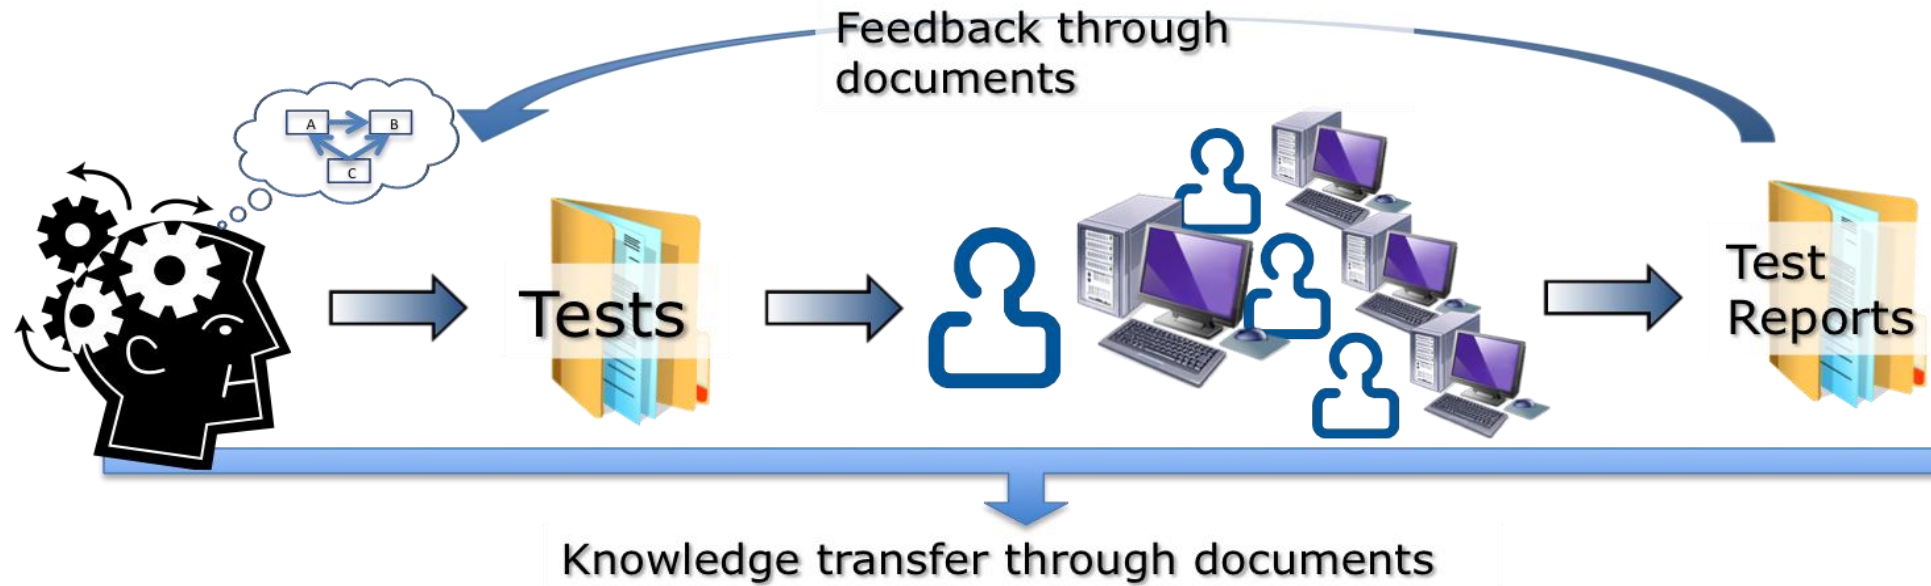 Feedback through
documents
A
B
C
Tests
Test
Reports
Knowledge transfer through documents